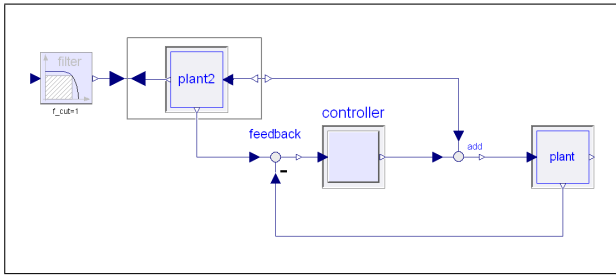 filter
plant2
f_cut=1
controller
feedback
add
plant
-